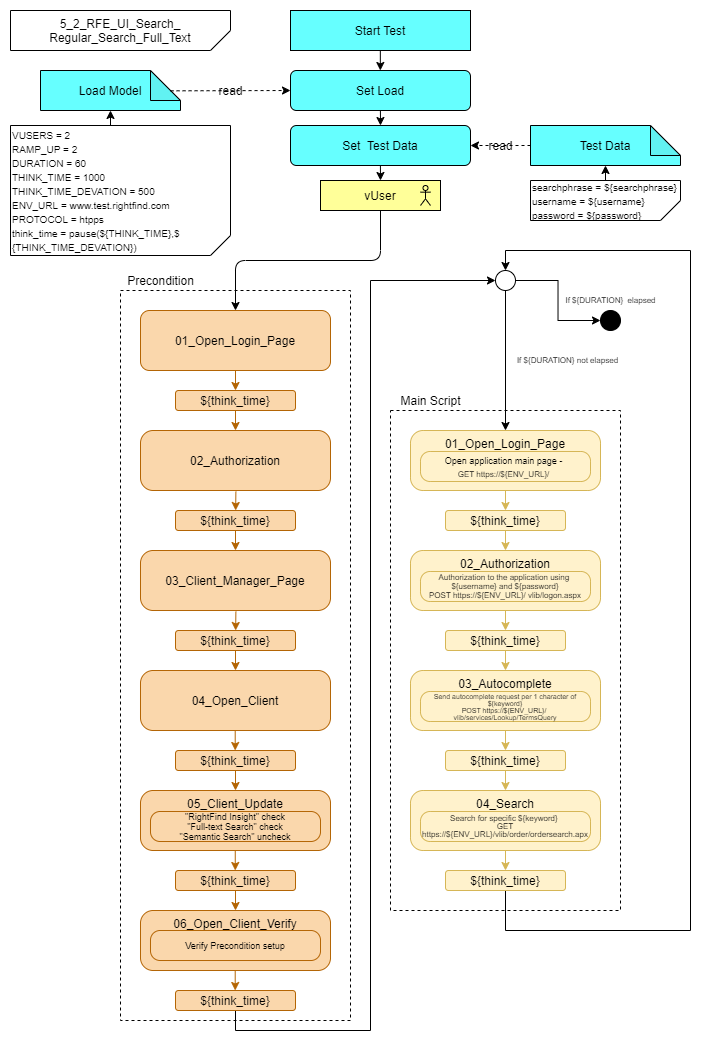 5_2_RFE_UI_Search_
Regular_Search_Full_Text
Start Test
Load Model
read
Set Load
VUSERS = 2
RAMP_UP = 2
DURATION = 60
THINK_TIME = 1000
THINK_TIME_DEVATION = 500
ENV_URL = www.test.rightfind.com
PROTOCOL = htpps
think_time = pause(${THINK_TIME},$
{THINK_TIME_DEVATION})
Set Test Data
read
Test Data
searchphrase = ${searchphrase}
username = ${username}
password = ${password}
vUser
Precondition
01_Open_Login_Page
${think_time}
02_Authorization
${think_time}
03_Client_Manager_Page
${think_time}
04_Open_Client
${think_time}
05_Client_Update
"RightFind Insight" check
"Full-text Search" check
"Semantic Search" uncheck
${think_time}
06_Open_Client_Verify
Verify Precondition setup
${think_time}
If ${DURATION} elapsed
If ${DURATION} not elapsed
Main Script
01_Open_Login_Page
Open application main page -
GET https://${ENV_URL}/
${think_time}
02_Authorization
Authorization to the application using
${username} and ${password}
POST https://${ENV_URL}/ vlib/logon.aspx
${think_time}
03_Autocomplete
Send autocomplete request per 1 character of
${keyword}
POST https://${ENV_URL}/
vlib/services/Lookup/TermsQuery
${think_time}
04_Search
Search for specific ${keyword}
GET
https://${ENV_URL}/vlib/order/ordersearch.apx
${think_time}